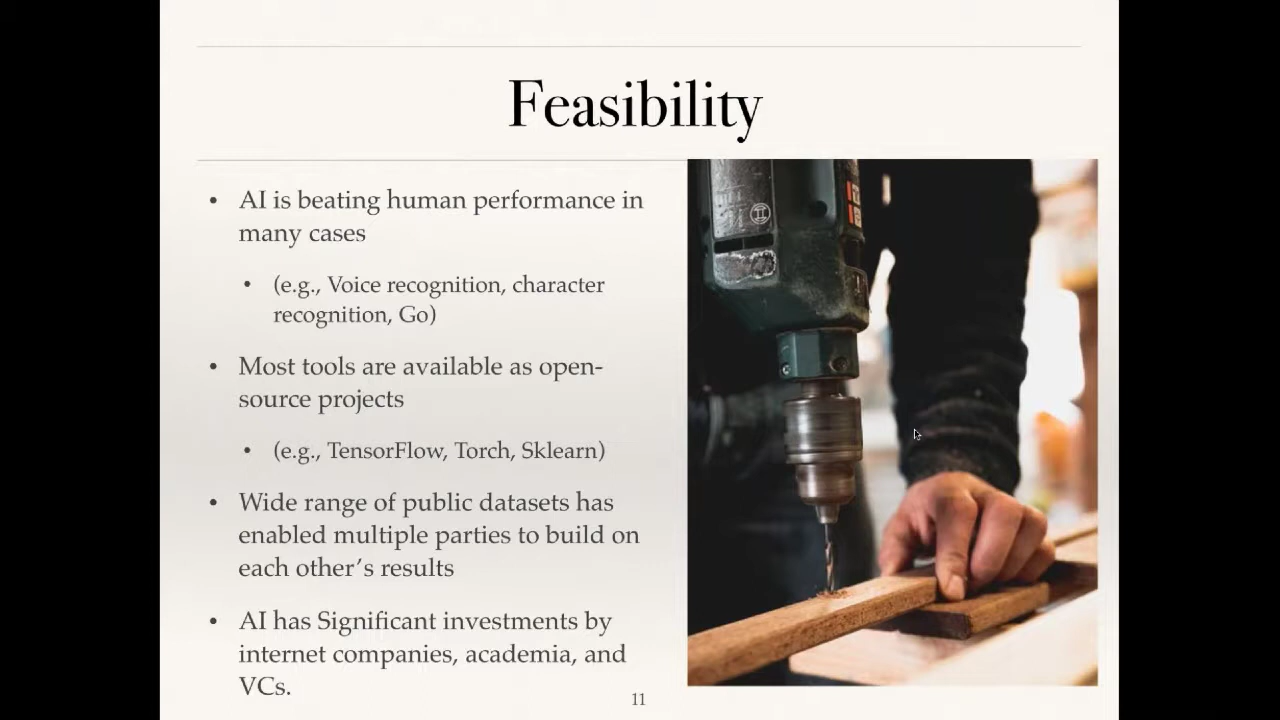 Feasibility
• AI is beating human performance in
many cases
• (e.g., Voice recognition, character
recognition, Go)
• Most tools are available as open-
source projects
• (e.g., TensorFlow, Torch, Sklearn)
• Wide range of public datasets has
enabled multiple parties to build on
each other's results
• AI has Significant investments by
internet companies, academia, and
VCs.
11